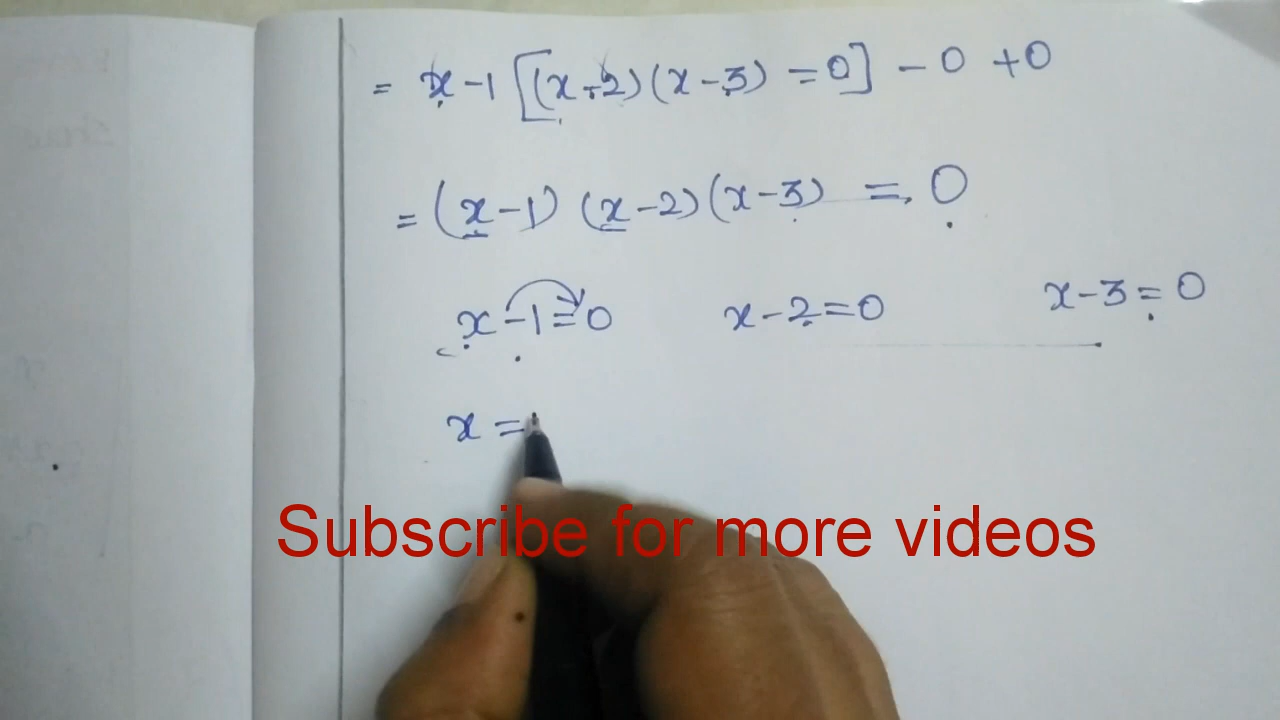 = x-1 [(x-2)(x-3) = 0] - 0 + 0
= (x-1) (x-2)(x-3) = 0
x-1=0 x-2=0 x-3=0
x =
Subscribe for more videos